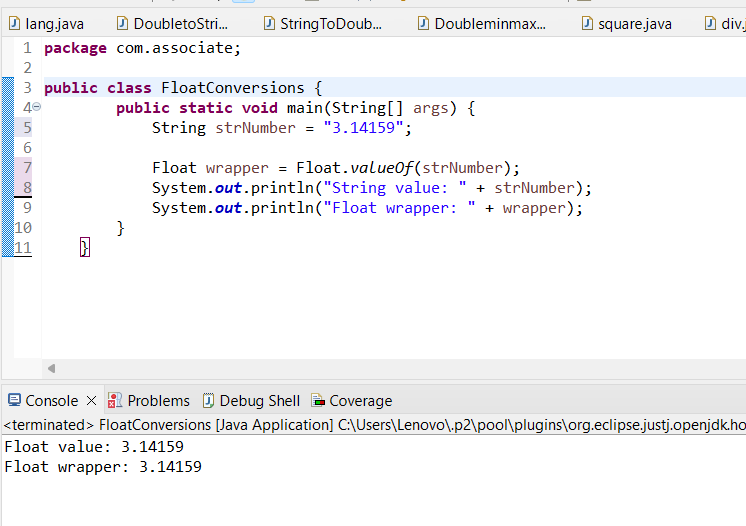 lang.java DoubletoStri... StringToDoub... Doubleminmax... square.java div.j
1 package com.associate;
2
3 public class FloatConversions {
4 public static void main(String[] args) {
5 String strNumber = "3.14159";
6
7 Float wrapper = Float.valueOf(strNumber);
8 System.out.println("String value: " + strNumber);
9 System.out.println("Float wrapper: " + wrapper);
10 }
11 }
Console Problems Debug Shell Coverage
<terminated> FloatConversions [Java Application] C:\Users\Lenovo\.p2\pool\plugins\org.eclipse.justj.openjdk.ho
Float value: 3.14159
Float wrapper: 3.14159